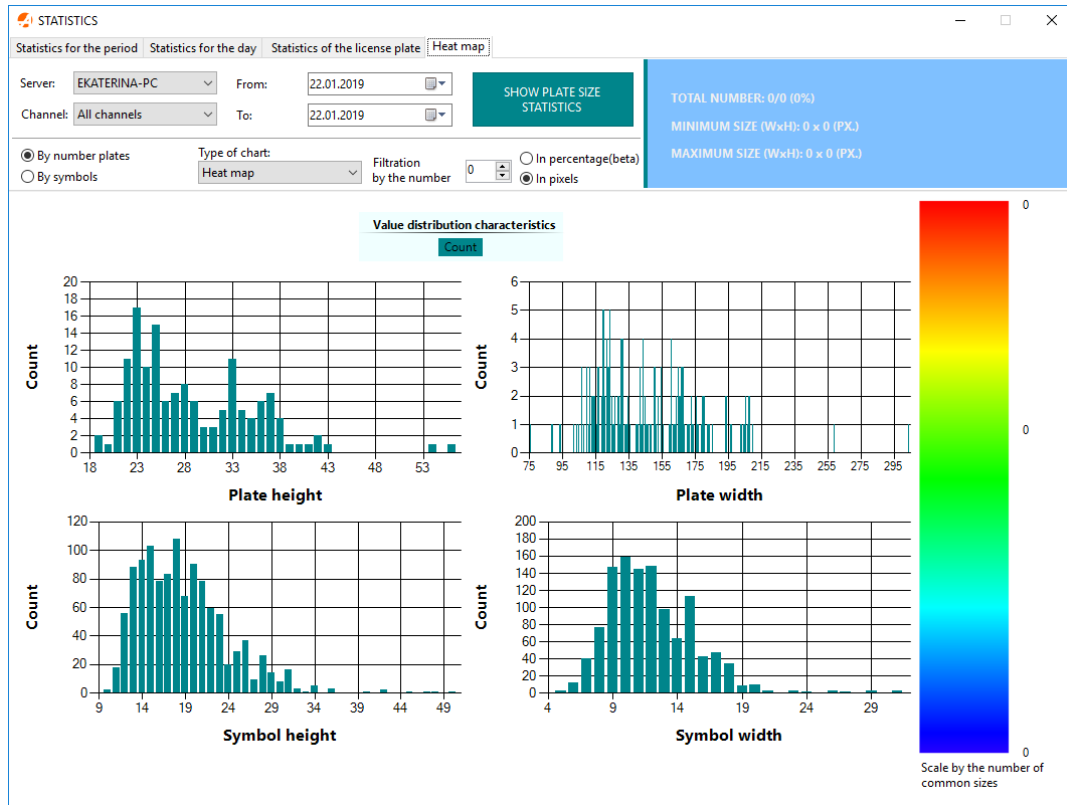 STATISTICS
Statistics for the period Statistics for the day Statistics of the license plate Heat map
Server: EKATERINA-PC From: 22.01.2019
Channel: All channels To: 22.01.2019
SHOW PLATE SIZE
STATISTICS
TOTAL NUMBER: 0/0 (0%)
MINIMUM SIZE (WxH): 0 x 0 (PX.)
MAXIMUM SIZE (WxH): 0 x 0 (PX.)
By number plates
By symbols
Type of chart:
Heat map
Filtration
by the number
0
In percentage(beta)
In pixels
Value distribution characteristics
Count
20
18
16
14
12
10
8
6
4
2
0
Count
18 23 28 33 38 43 48 53
Plate height
6
5
4
3
2
1
0
Count
75 95 115 135 155 175 195 215 235 255 275 295
Plate width
120
100
80
60
40
20
0
Count
9 14 19 24 29 34 39 44 49
Symbol height
200
180
160
140
120
100
80
60
40
20
0
Count
4 9 14 19 24 29
Symbol width
0
0
0
Scale by the number of
common sizes